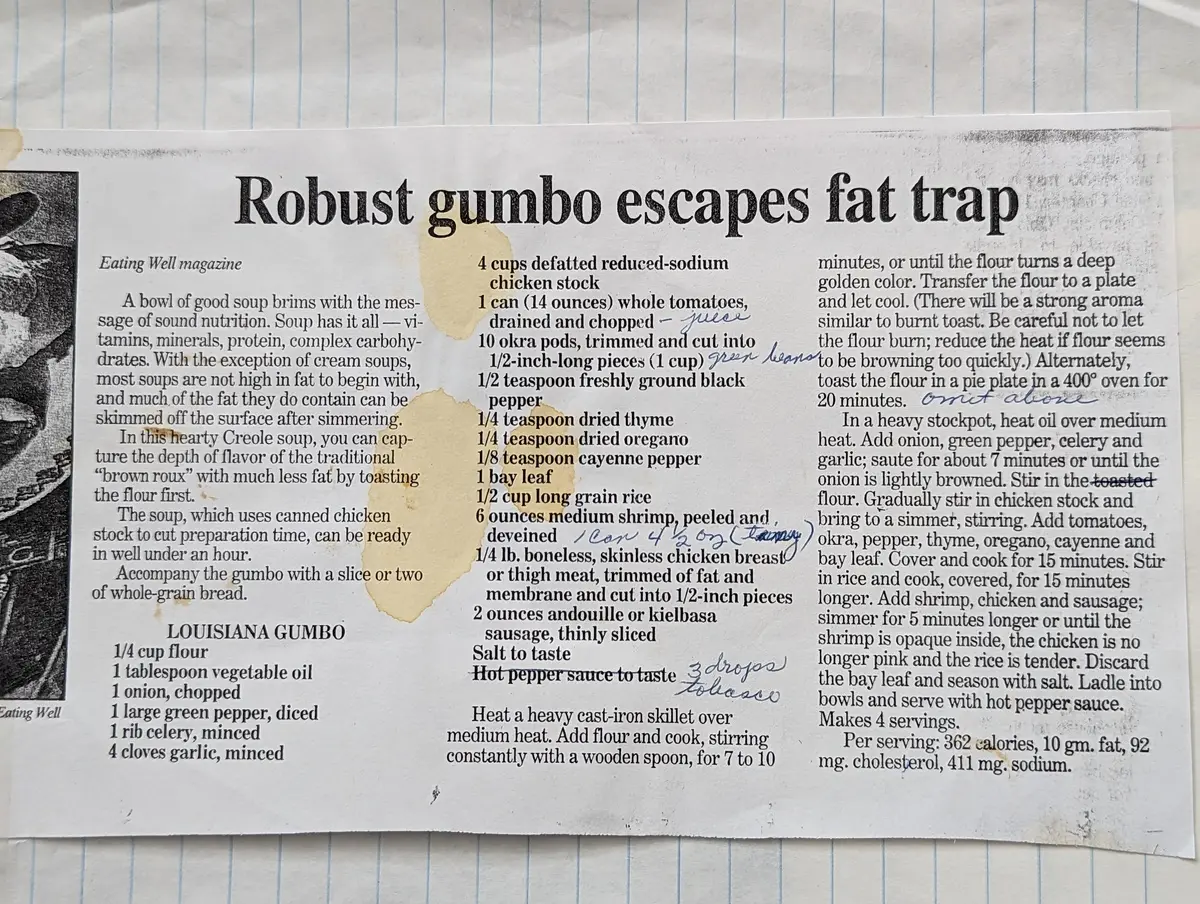 Robust gumbo escapes fat trap
Eating Well magazine
A bowl of good soup brims with the mes-
sage of sound nutrition. Soup has it all — vi-
tamins, minerals, protein, complex carbohy-
drates. With the exception of cream soups,
most soups are not high in fat to begin with,
and much of the fat they do contain can be
skimmed off the surface after simmering.
In this hearty Creole soup, you can cap-
ture the depth of flavor of the traditional
“brown roux” with much less fat by toasting
the flour first.
The soup, which uses canned chicken
stock to cut preparation time, can be ready
in well under an hour.
Accompany the gumbo with a slice or two
of whole-grain bread.
LOUISIANA GUMBO
1/4 cup flour
1 tablespoon vegetable oil
1 onion, chopped
1 large green pepper, diced
1 rib celery, minced
4 cloves garlic, minced
Eating Well
4 cups defatted reduced-sodium
chicken stock
1 can (14 ounces) whole tomatoes,
drained and chopped – juice
10 okra pods, trimmed and cut into
1/2-inch-long pieces (1 cup) green beans
1/2 teaspoon freshly ground black
pepper
1/4 teaspoon dried thyme
1/4 teaspoon dried oregano
1/8 teaspoon cayenne pepper
1 bay leaf
1/2 cup long grain rice
6 ounces medium shrimp, peeled and
deveined 1 can 4 1/2 oz
1/4 lb. boneless, skinless chicken breast
or thigh meat, trimmed of fat and
membrane and cut into 1/2-inch pieces
2 ounces andouille or kielbasa
sausage, thinly sliced
Salt to taste
Hot pepper sauce to taste 3 drops
tobasco
Heat a heavy cast-iron skillet over
medium heat. Add flour and cook, stirring
constantly with a wooden spoon, for 7 to 10
minutes, or until the flour turns a deep
golden color. Transfer the flour to a plate
and let cool. (There will be a strong aroma
similar to burnt toast. Be careful not to let
the flour burn; reduce the heat if flour seems
to be browning too quickly.) Alternately,
toast the flour in a pie plate in a 400° oven for
20 minutes. omit above
In a heavy stockpot, heat oil over medium
heat. Add onion, green pepper, celery and
garlic; saute for about 7 minutes or until the
onion is lightly browned. Stir in the toasted
flour. Gradually stir in chicken stock and
bring to a simmer, stirring. Add tomatoes,
okra, pepper, thyme, oregano, cayenne and
bay leaf. Cover and cook for 15 minutes. Stir
in rice and cook, covered, for 15 minutes
longer. Add shrimp, chicken and sausage;
simmer for 5 minutes longer or until the
shrimp is opaque inside, the chicken is no
longer pink and the rice is tender. Discard
the bay leaf and season with salt. Ladle into
bowls and serve with hot pepper sauce.
Makes 4 servings.
Per serving: 362 calories, 10 gm. fat, 92
mg. cholesterol, 411 mg. sodium.